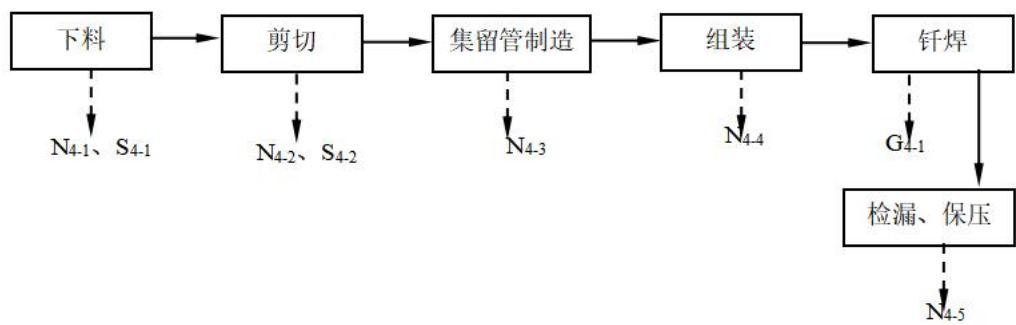 下料
剪切
集留管制造
组装
钎焊
N4-1、S4-1
N4-2、S4-2
N4-3
N4-4
G4-1
检漏、保压
N4-5